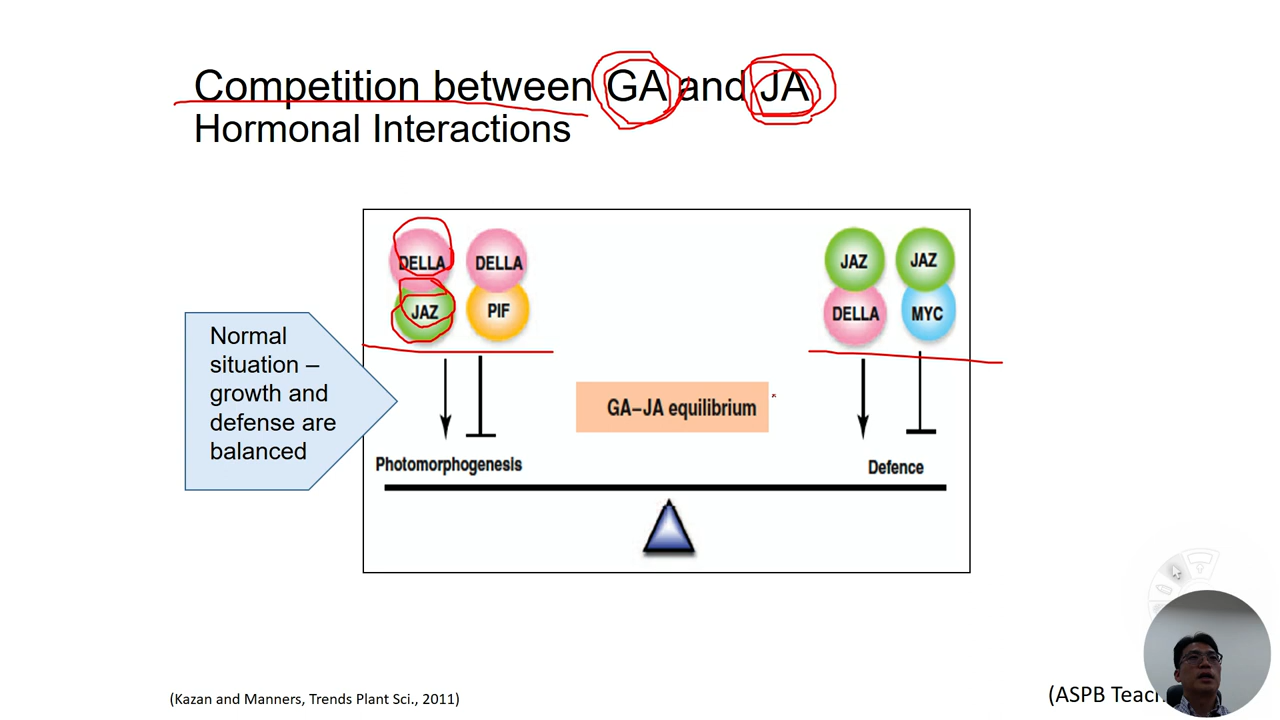 Competition between GA and JA
Hormonal Interactions
DELLA
DELLA
JAZ
PIF
JAZ
JAZ
DELLA
MYC
Normal
situation –
growth and
defense are
balanced
GA–JA equilibrium
Photomorphogenesis
Defence
(Kazan and Manners, Trends Plant Sci., 2011)
(ASPB